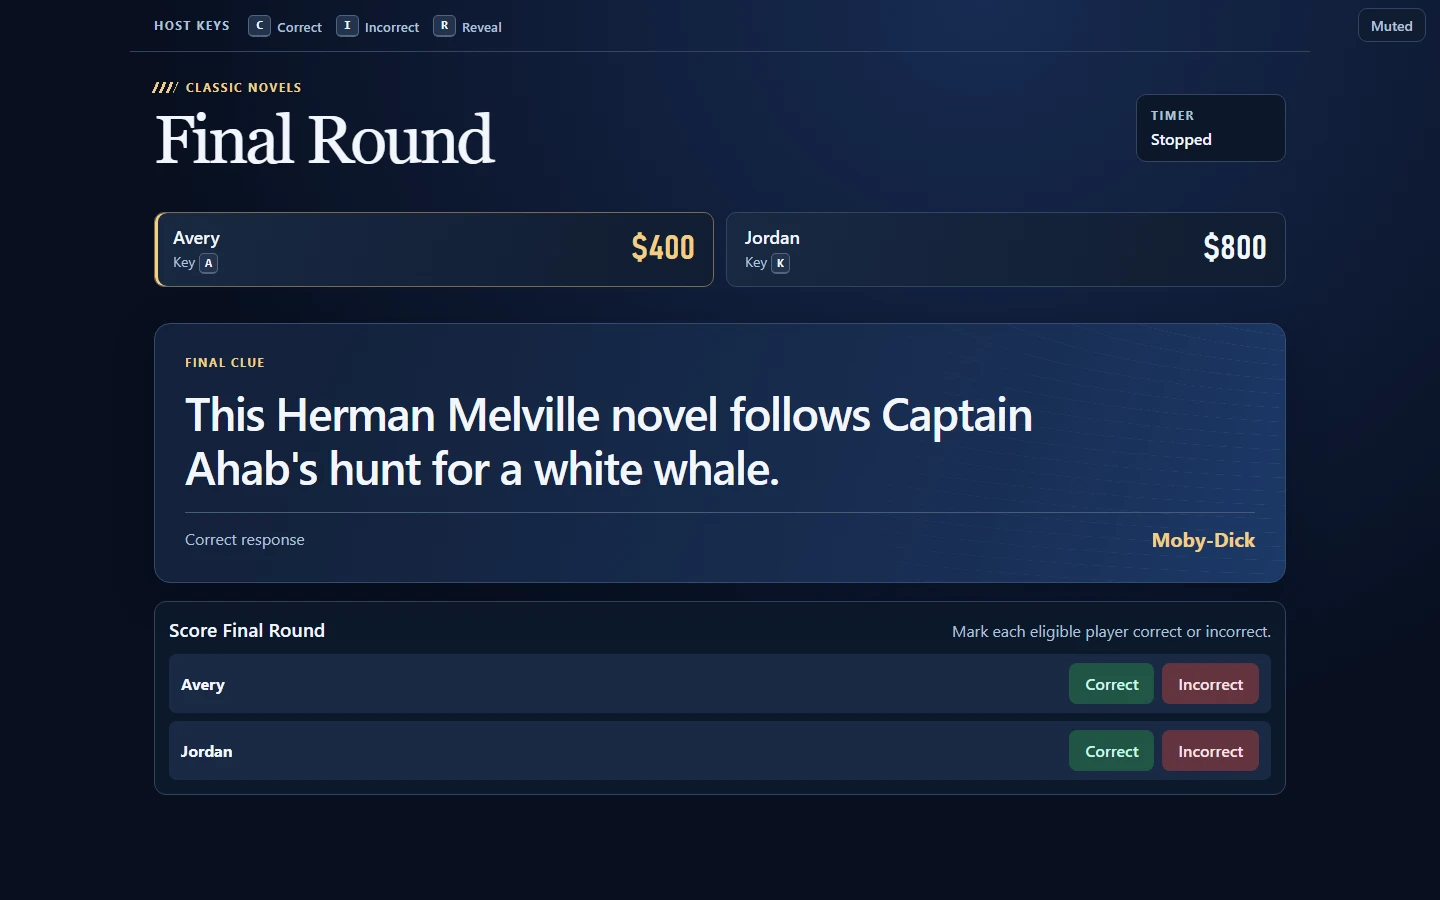 HOST KEYS C Correct I Incorrect R Reveal
Muted
CLASSIC NOVELS
Final Round
TIMER
Stopped
Avery
Key A
$400
Jordan
Key K
$800
FINAL CLUE
This Herman Melville novel follows Captain
Ahab's hunt for a white whale.
Correct response
Moby-Dick
Score Final Round
Mark each eligible player correct or incorrect.
Avery
Correct Incorrect
Jordan
Correct Incorrect